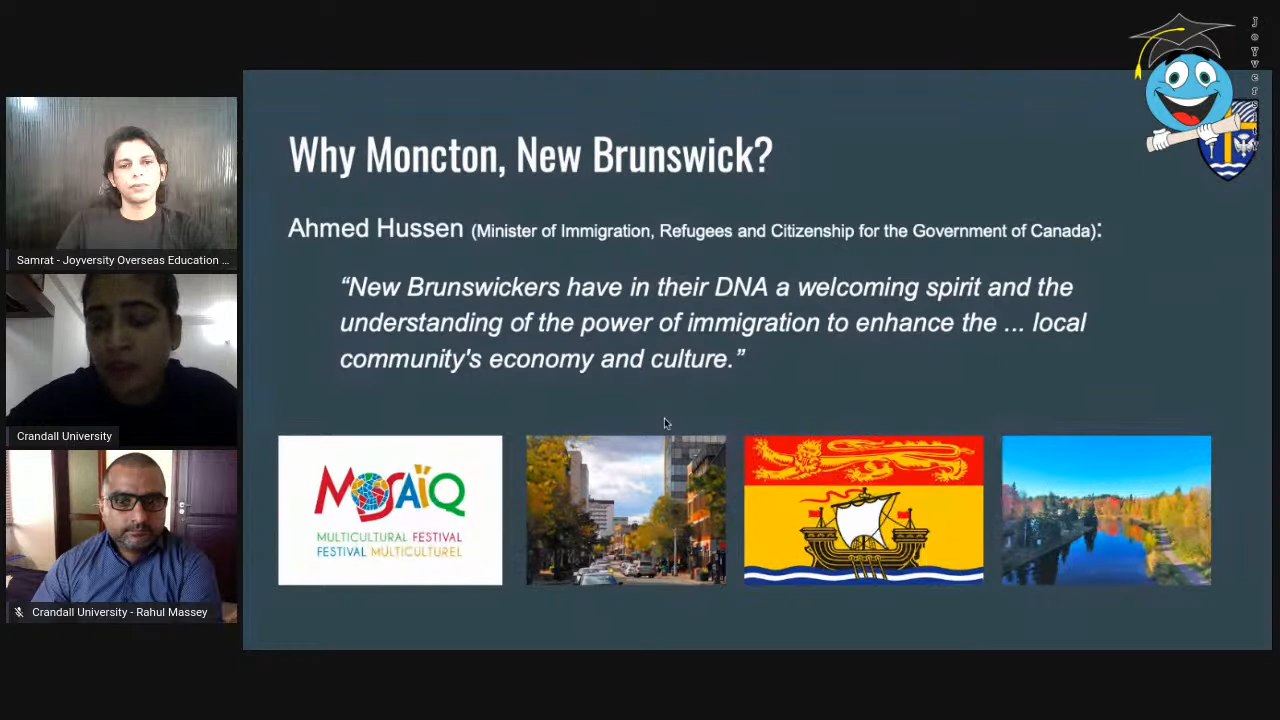 Why Moncton, New Brunswick?
Ahmed Hussen (Minister of Immigration, Refugees and Citizenship for the Government of Canada):
“New Brunswickers have in their DNA a welcoming spirit and the
understanding of the power of immigration to enhance the ... local
community's economy and culture.”
MOSAÏQ
MULTICULTURAL FESTIVAL
FESTIVAL MULTICULTUREL
Samrat - Joyversity Overseas Education ...
Crandall University
Crandall University - Rahul Massey